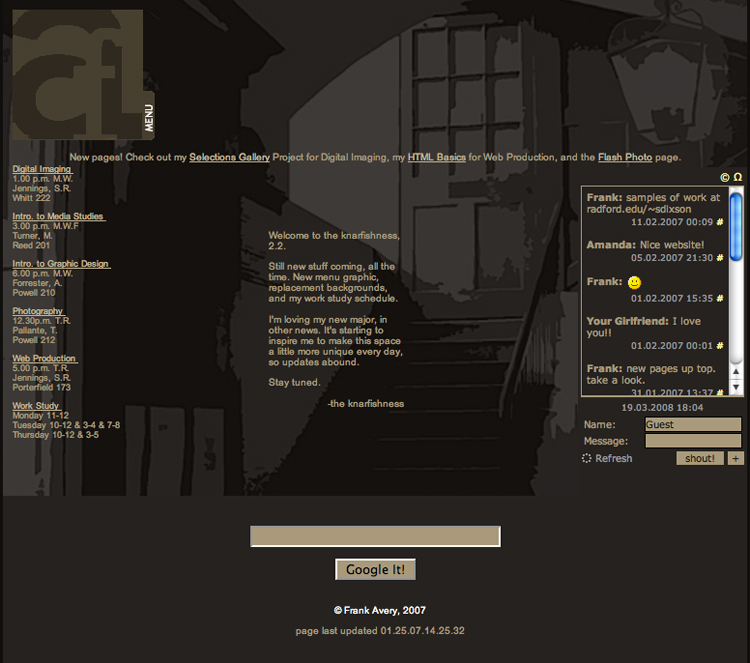 MENU
New pages! Check out my Selections Gallery Project for Digital Imaging, my HTML Basics for Web Production, and the Flash Photo page.
Digital Imaging
1.00 p.m. M.W.
Jennings, S.R.
Whitt 222
Intro. to Media Studies
3.00 p.m. M.W.F
Turner, M.
Reed 201
Intro. to Graphic Design
6.00 p.m. M.W.
Forrester, A.
Powell 210
Photography
12.30p.m. T.R.
Pallante, T.
Powell 212
Web Production
5.00 p.m. T.R.
Jennings, S.R.
Porterfield 173
Work Study
Monday 11-12
Tuesday 10-12 & 3-4 & 7-8
Thursday 10-12 & 3-5
Welcome to the knarfishness,
2.2.
Still new stuff coming, all the
time. New menu graphic,
replacement backgrounds,
and my work study schedule.
I'm loving my new major, in
other news. It's starting to
inspire me to make this space
a little more unique every day,
so updates abound.
Stay tuned.
-the knarfishness
© Ω
Frank: samples of work at
radford.edu/~sdixson
11.02.2007 00:09 #
Amanda: Nice website!
05.02.2007 21:30 #
Frank:
01.02.2007 15:35 #
Your Girlfriend: I love
you!!
01.02.2007 00:01 #
Frank: new pages up top.
take a look.
31.01.2007 13:37 #
19.03.2008 18:04
Name: Guest
Message:
Refresh shout! +
Google It!
© Frank Avery, 2007
page last updated 01.25.07.14.25.32